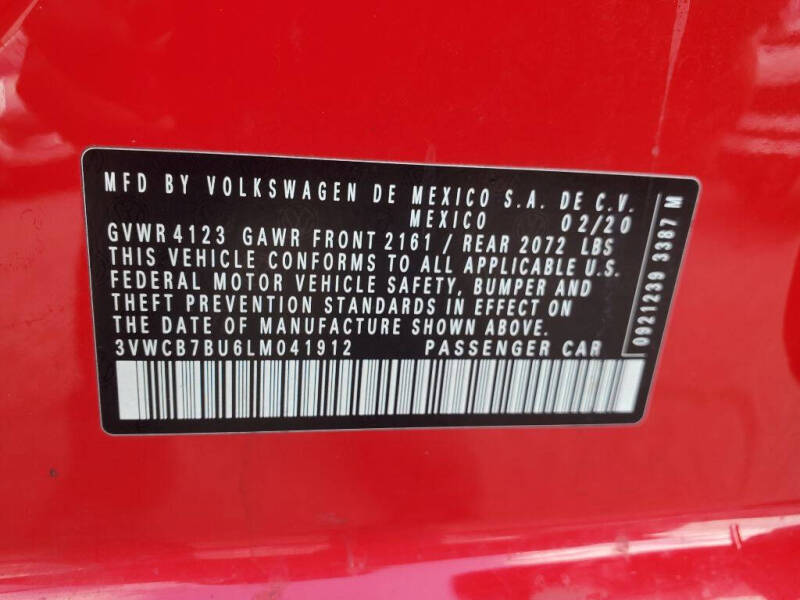 MFD BY VOLKSWAGEN DE MEXICO S.A. DE C.V.
MEXICO 02/20
GVWR 4123 GAWR FRONT 2161 / REAR 2072 LBS
THIS VEHICLE CONFORMS TO ALL APPLICABLE U.S.
FEDERAL MOTOR VEHICLE SAFETY, BUMPER AND
THEFT PREVENTION STANDARDS IN EFFECT ON
THE DATE OF MANUFACTURE SHOWN ABOVE.
3VWCB7BU6LM041912 PASSENGER CAR
0921239 3387 M